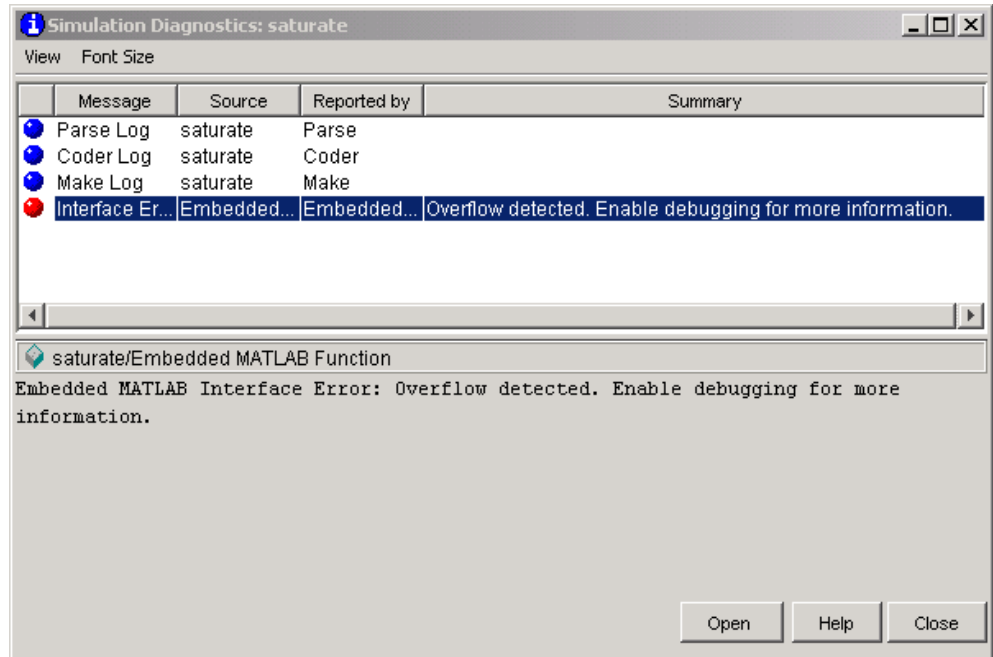 Simulation Diagnostics: saturate
View Font Size
Message Source Reported by Summary
Parse Log saturate Parse
Coder Log saturate Coder
Make Log saturate Make
Interface Er... Embedded... Embedded... Overflow detected. Enable debugging for more information.
saturate/Embedded MATLAB Function
Embedded MATLAB Interface Error: Overflow detected. Enable debugging for more
information.
Open Help Close